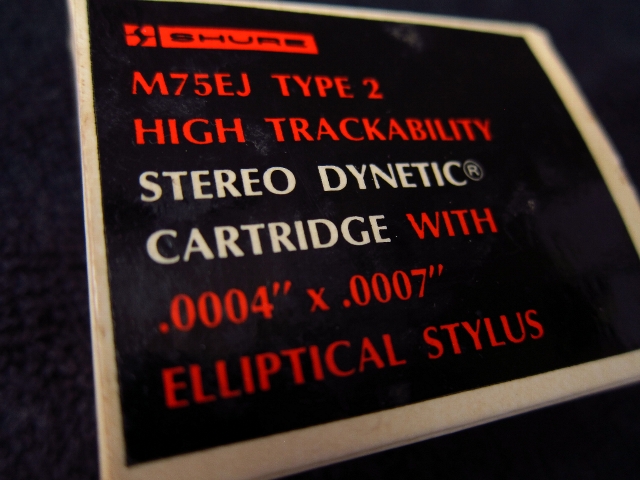 SHURE
M75EJ TYPE 2
HIGH TRACKABILITY
STEREO DYNETIC®
CARTRIDGE WITH
.0004" x .0007"
ELLIPTICAL STYLUS